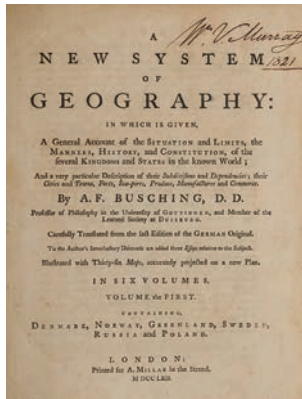 Wm. V. Murray
1821
A
NEW SYSTEM
OF
GEOGRAPHY:
IN WHICH IS GIVEN,
A General Account of the SITUATION and LIMITS, the
MANNERS, HISTORY, and CONSTITUTION, of the
several KINGDOMS and STATES in the known World;
And a very particular Description of their Subdivisions and Dependencies; their
Cities and Towns, Forts, Sea-ports, Produce, Manufactures and Commerce.
By A.F. BUSCHING, D. D.
Professor of Philosophy in the University of GOTTINGEN, and Member of the
Learned Society at DUISBURG.
Carefully Translated from the last Edition of the GERMAN Original.
To the Author's Introductory Discourse are added three Essays relative to the Subject.
Illustrated with Thirty-six Maps, accurately projected on a new Plan.
IN SIX VOLUMES.
VOLUME the FIRST.
CONTAINING,
DENMARK, NORWAY, GREENLAND, SWEDEN,
RUSSIA and POLAND.
LONDON:
Printed for A. MILLAR in the Strand.
M DCC LXII.